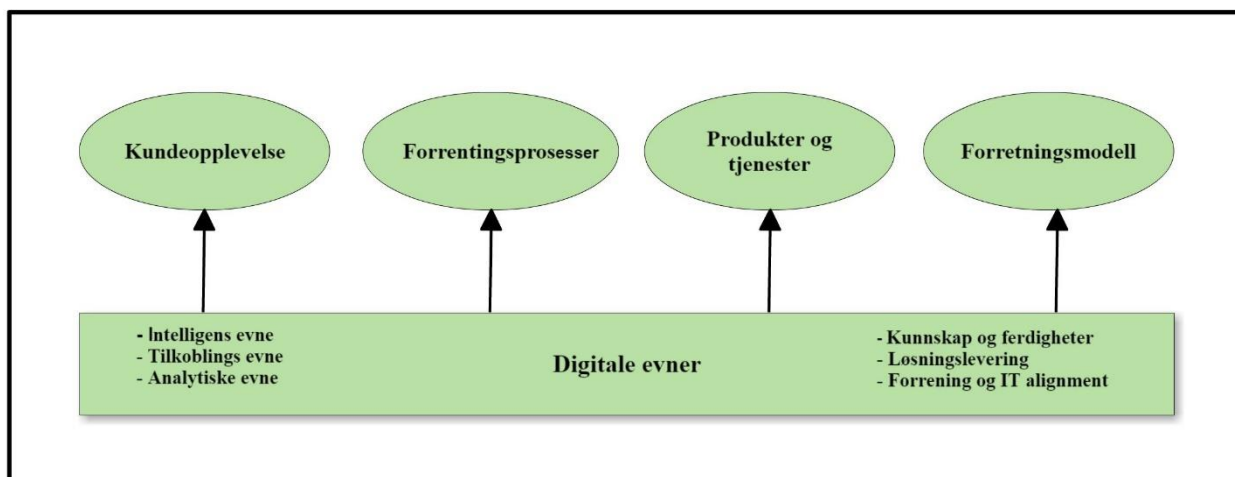 Kundeopplevelse
Forrentingsprosesser
Produkter og
tjenester
Forretningsmodell
- Intelligens evne
- Tilkoblings evne
- Analytiske evne
Digitale evner
- Kunnskap og ferdigheter
- Løsningslevering
- Forrening og IT alignment